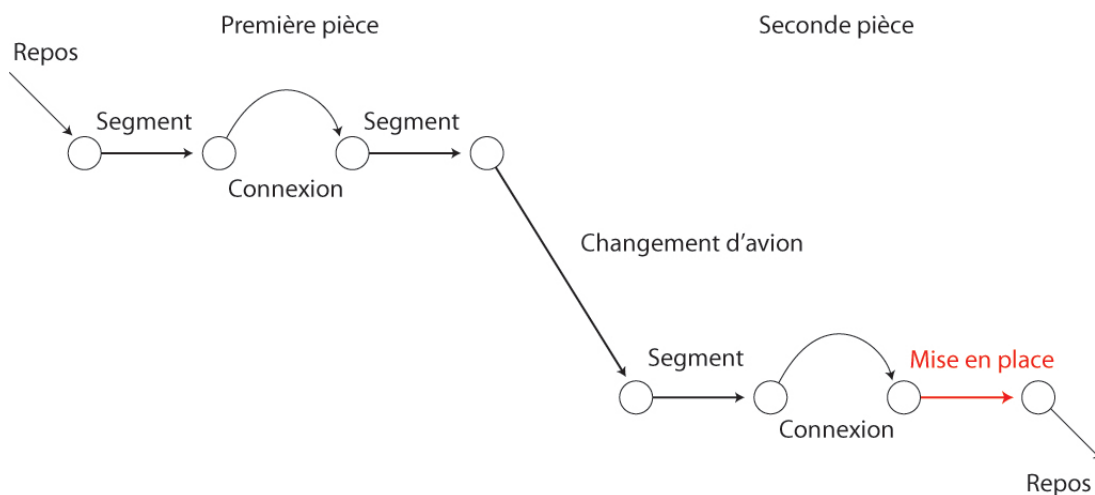 Première pièce
Seconde pièce
Repos
Segment
Segment
Connexion
Changement d'avion
Segment
Mise en place
Connexion
Repos